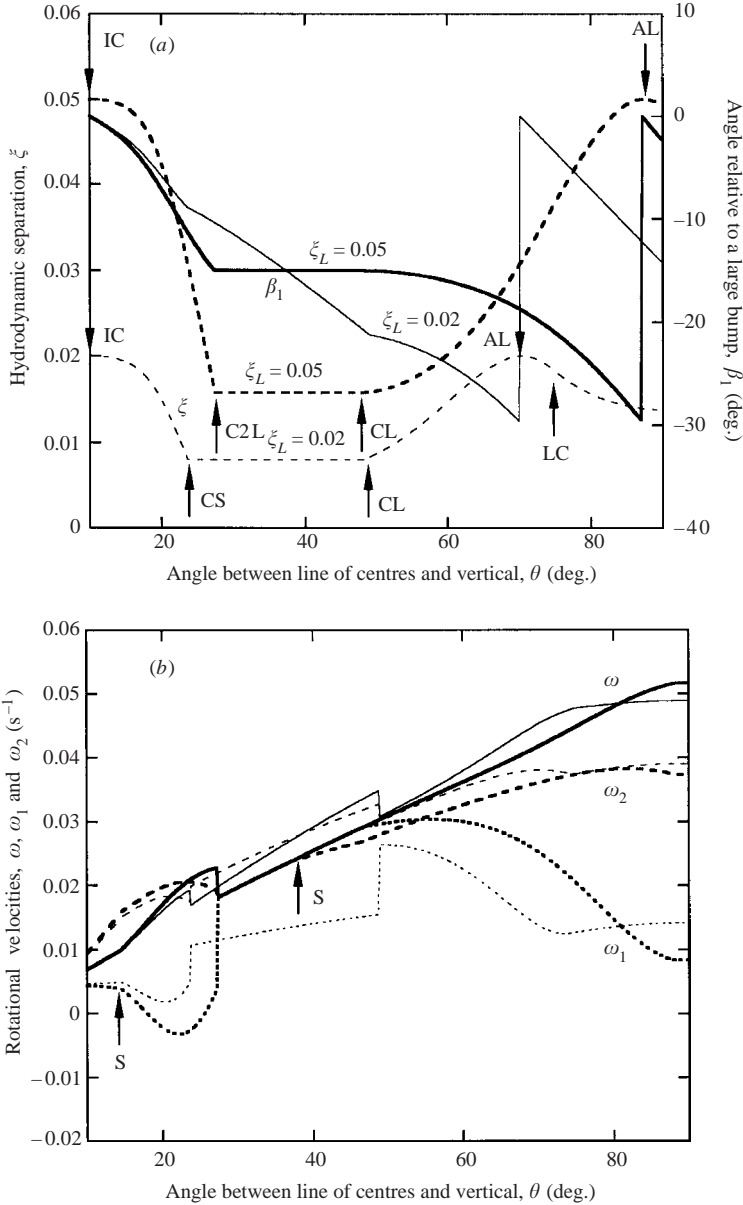 (a)
0.06
0.05
0.04
0.03
0.02
0.01
0
10
0
−10
−20
−30
−40
20
40
60
80
Hydrodynamic separation, ξ
Angle relative to a large bump, β₁ (deg.)
IC
AL
ξL = 0.05
β₁
ξL = 0.02
IC
AL
ξ
ξL = 0.05
C2L
ξL = 0.02
CL
LC
CS
CL
Angle between line of centres and vertical, θ (deg.)
(b)
0.06
0.05
0.04
0.03
0.02
0.01
0
−0.01
−0.02
20
40
60
80
Rotational velocities, ω, ω₁ and ω₂ (s⁻¹)
ω
ω₂
S
ω₁
S
Angle between line of centres and vertical, θ (deg.)